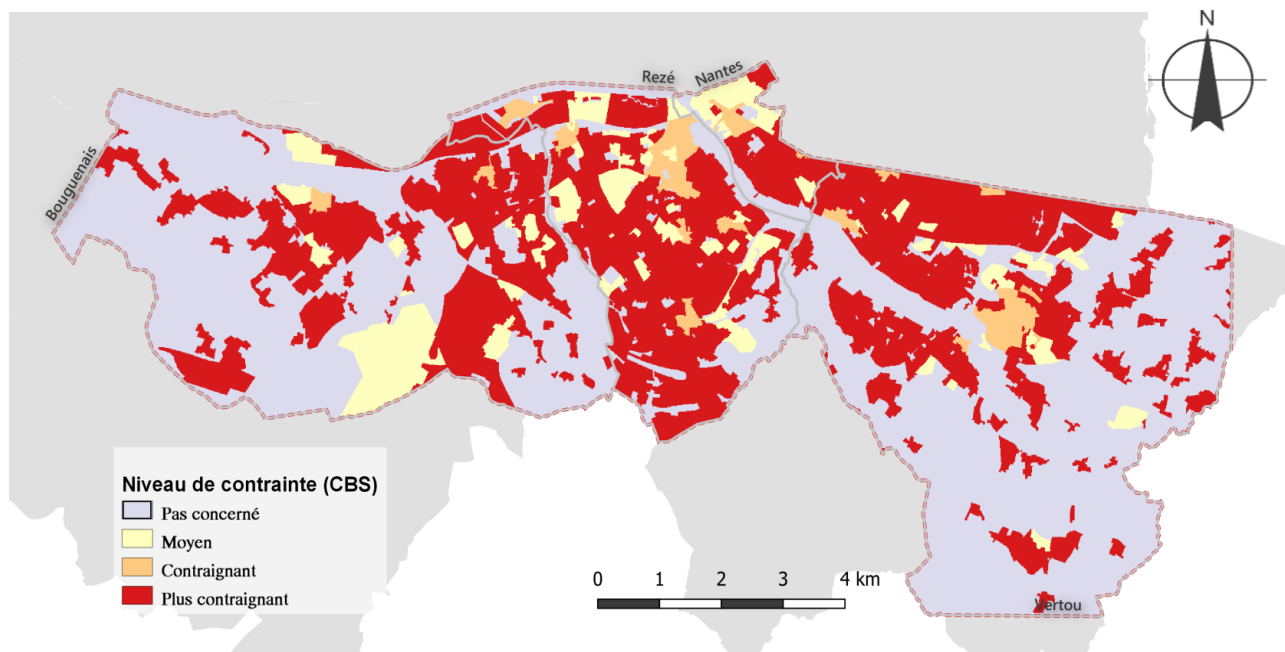 Rezé
Nantes
N
Bouguenais
Niveau de contrainte (CBS)
Pas concerné
Moyen
Contraignant
Plus contraignant
0 1 2 3 4 km
Vertou